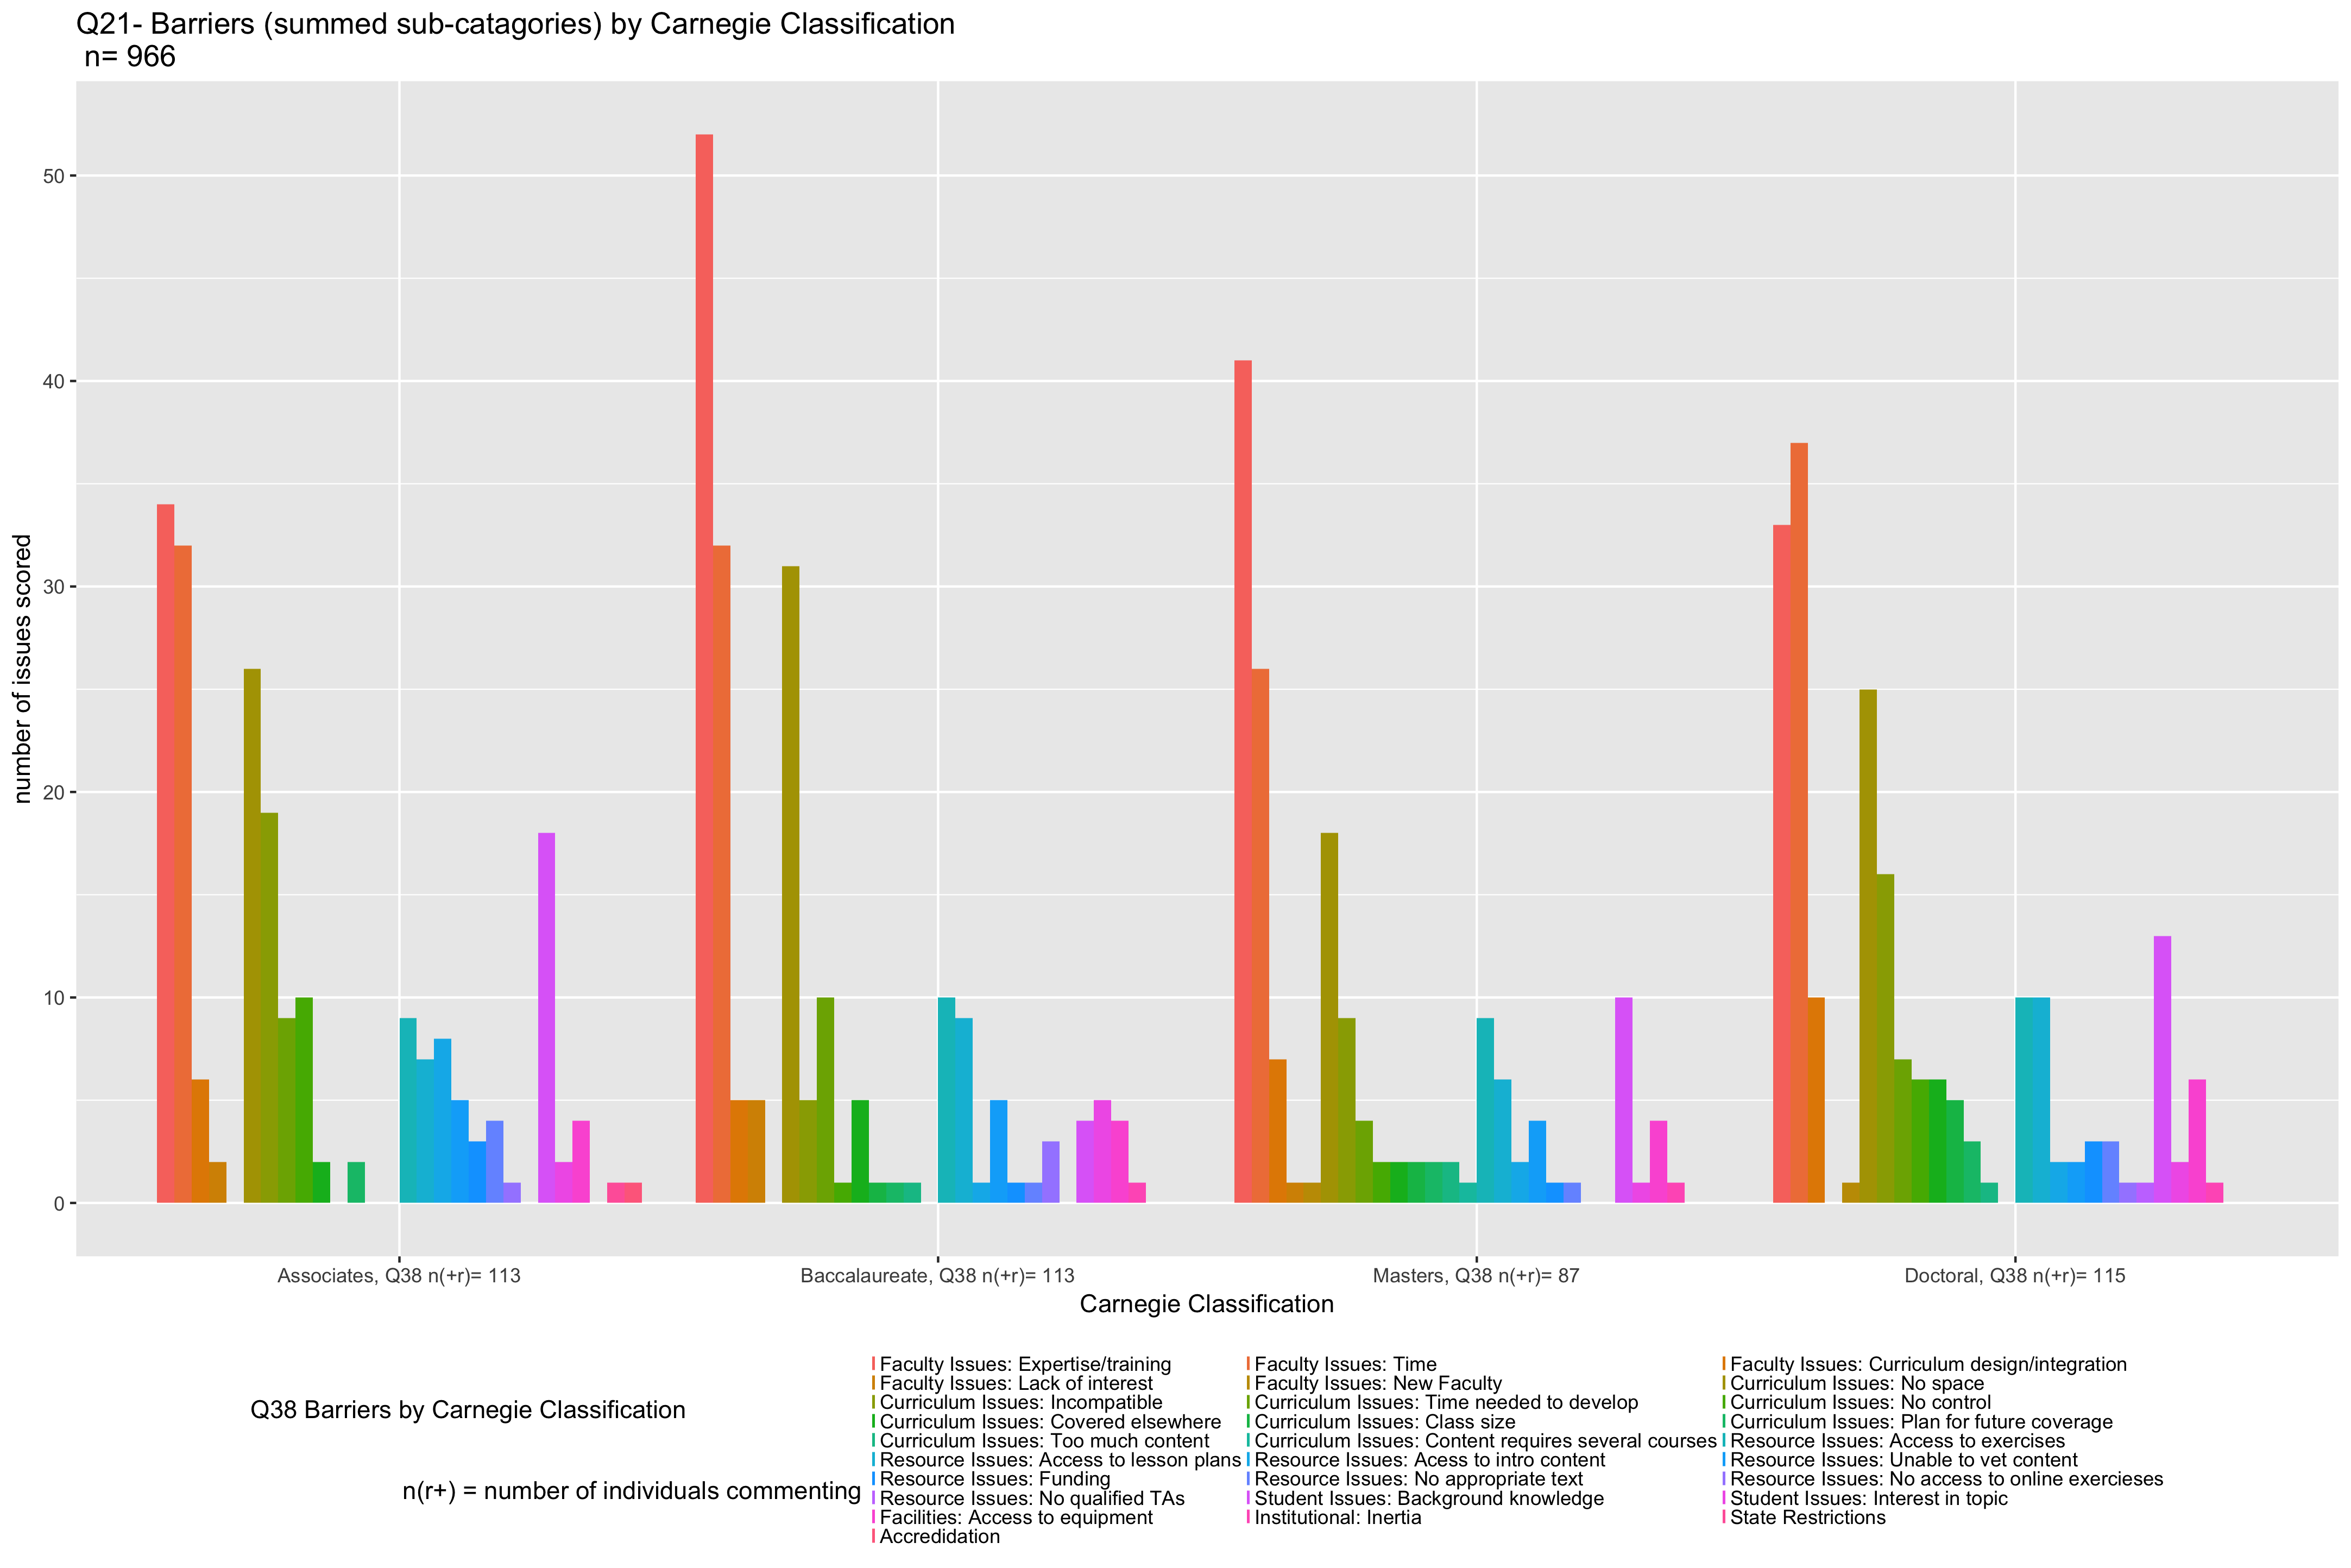 Q21- Barriers (summed sub-catagories) by Carnegie Classification
n= 966
number of issues scored
50
40
30
20
10
0
Associates, Q38 n(+r)= 113
Baccalaureate, Q38 n(+r)= 113
Masters, Q38 n(+r)= 87
Doctoral, Q38 n(+r)= 115
Carnegie Classification
Q38 Barriers by Carnegie Classification
n(r+) = number of individuals commenting
Faculty Issues: Expertise/training
Faculty Issues: Time
Faculty Issues: Curriculum design/integration
Faculty Issues: Lack of interest
Faculty Issues: New Faculty
Curriculum Issues: No space
Curriculum Issues: Incompatible
Curriculum Issues: Time needed to develop
Curriculum Issues: No control
Curriculum Issues: Covered elsewhere
Curriculum Issues: Class size
Curriculum Issues: Plan for future coverage
Curriculum Issues: Too much content
Curriculum Issues: Content requires several courses
Resource Issues: Access to exercises
Resource Issues: Access to lesson plans
Resource Issues: Acess to intro content
Resource Issues: Unable to vet content
Resource Issues: Funding
Resource Issues: No appropriate text
Resource Issues: No access to online exercieses
Resource Issues: No qualified TAs
Student Issues: Background knowledge
Student Issues: Interest in topic
Facilities: Access to equipment
Institutional: Inertia
State Restrictions
Accredidation